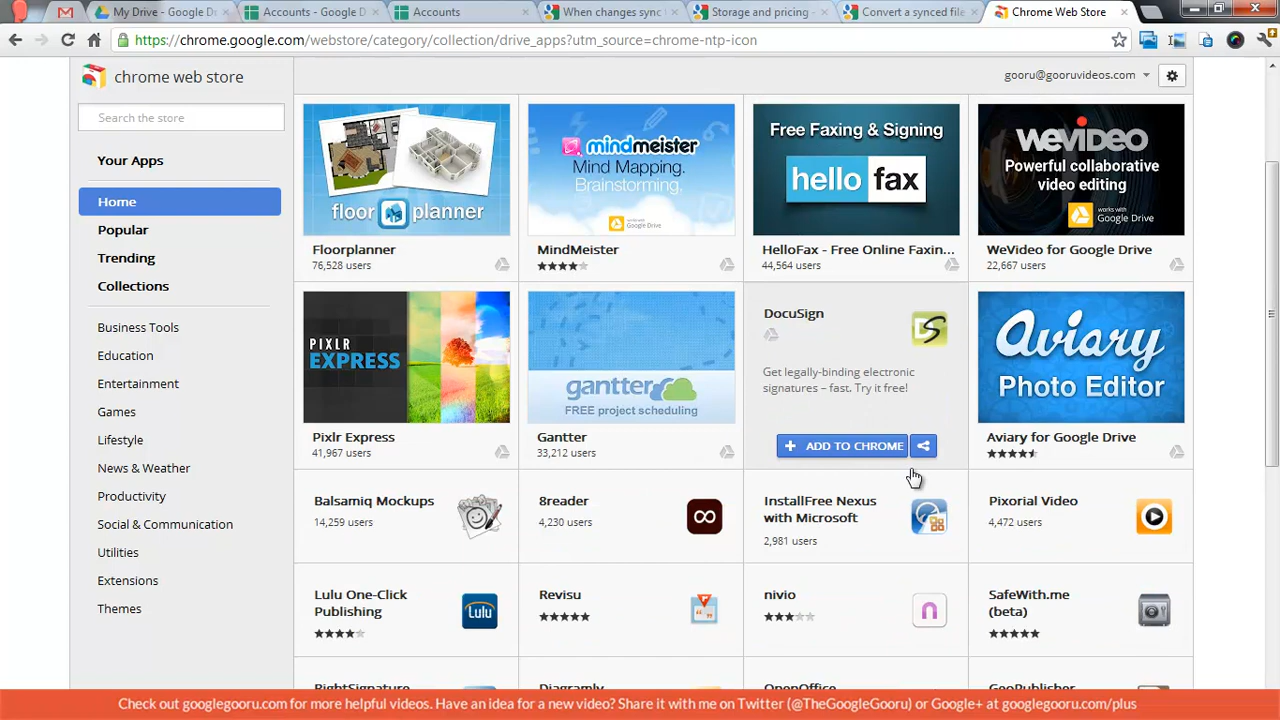 My Drive - Google D
Accounts - Google D
Accounts
When changes sync
Storage and pricing -
Convert a synced file
Chrome Web Store
https://chrome.google.com/webstore/category/collection/drive_apps?utm_source=chrome-ntp-icon
chrome web store
gooru@gooruvideos.com
Search the store
Your Apps
Home
Popular
Trending
Collections
Business Tools
Education
Entertainment
Games
Lifestyle
News & Weather
Productivity
Social & Communication
Utilities
Extensions
Themes
floor planner
Floorplanner
76,528 users
mindmeister
Mind Mapping.
Brainstorming.
works with
Google Drive
MindMeister
Free Faxing & Signing
hello fax
HelloFax - Free Online Faxin...
44,564 users
WEVIDEO
Powerful collaborative
video editing
works with
Google Drive
WeVideo for Google Drive
22,667 users
PIXLR
EXPRESS
Pixlr Express
41,967 users
gantter
FREE project scheduling
Gantter
33,212 users
DocuSign
DS
Get legally-binding electronic
signatures – fast. Try it free!
ADD TO CHROME
Aviary
Photo Editor
Aviary for Google Drive
Balsamiq Mockups
14,259 users
8reader
4,230 users
InstallFree Nexus
with Microsoft
2,981 users
Pixorial Video
4,472 users
Lulu One-Click
Publishing
Lulu
Revisu
nivio
n
SafeWith.me
(beta)
RightSignature
Diagramly
OpenOffice
GeoPublisher
Check out googlegooru.com for more helpful videos. Have an idea for a new video? Share it with me on Twitter (@TheGoogleGooru) or Google+ at googlegooru.com/plus